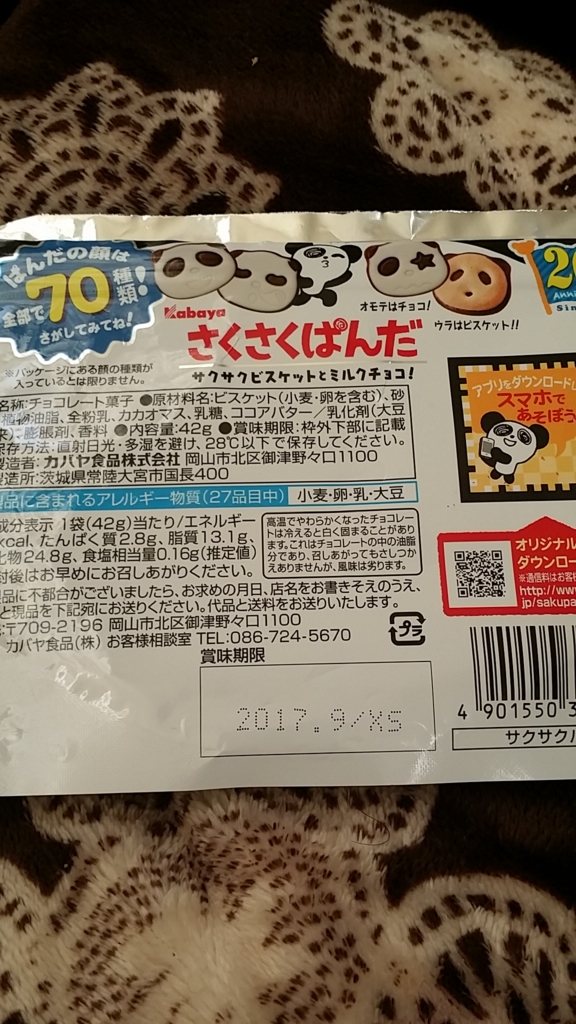 ぱんだの顔は
全部で70種類!
さがしてみてね!
※パッケージにある顔の種類が
入っているとは限りません。
オモテはチョコ!
ウラはビスケット!!
Kabaya
さくさくぱんだ
サクサクビスケットとミルクチョコ!
名称:チョコレート菓子 ●原材料名:ビスケット(小麦・卵を含む)、砂
植物油脂、全粉乳、カカオマス、乳糖、ココアバター/乳化剤(大豆
膨脹剤、香料 ●内容量:42g ●賞味期限:枠外下部に記載
保存方法:直射日光・多湿を避け、28℃以下で保存してください。
製造者:カバヤ食品株式会社 岡山市北区御津野々口1100
製造所:茨城県常陸大宮市国長400
品に含まれるアレルギー物質(27品目中) 小麦・卵・乳・大豆
成分表示 1袋(42g)当たり/エネルギー
kcal、たんぱく質2.8g、脂質13.1g、
化物24.8g、食塩相当量0.16g(推定値)
封後はお早めにお召しあがりください。
高温でやわらかくなったチョコレー
トは冷えると白く固まることがあり
ます。これはチョコレートの中の油脂
分であり、召しあがってもさしつか
えありませんが、風味は劣ります。
品に不都合がございましたら、お求めの月日、店名をお書きそえのうえ、
と現品を下記宛にお送りください。代品と送料をお送りいたします。
〒709-2196 岡山市北区御津野々口1100
カバヤ食品(株) お客様相談室 TEL:086-724-5670
プラ
賞味期限
2017.9/XS
アプリをダウンロード
スマホで
あそぼう
オリジナル
ダウンロー
※通信料はお客
http://ww
jp/sakupa
4 901550 3
サクサクパ